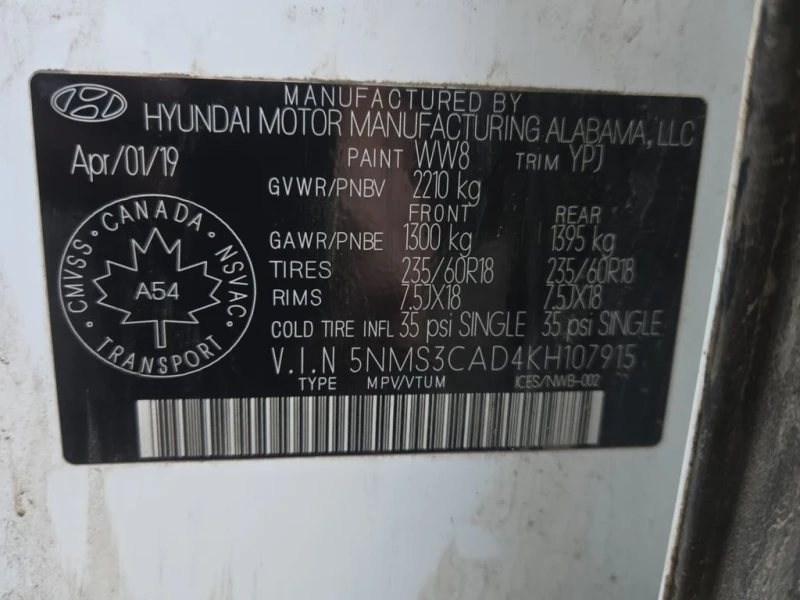 MANUFACTURED BY
HYUNDAI MOTOR MANUFACTURING ALABAMA, LLC
Apr/01/19 PAINT WW8 TRIM YPJ
GVWR/PNBV 2210 kg
FRONT REAR
GAWR/PNBE 1300 kg 1395 kg
TIRES 235/60R18 235/60R18
RIMS 7.5JX18 7.5JX18
COLD TIRE INFL 35 psi SINGLE 35 psi SINGLE
V.I.N 5NMS3CAD4KH107915
TYPE MPV/VTUM ICES/NWB-002
CMVSS · CANADA · NSVAC
A54
TRANSPORT